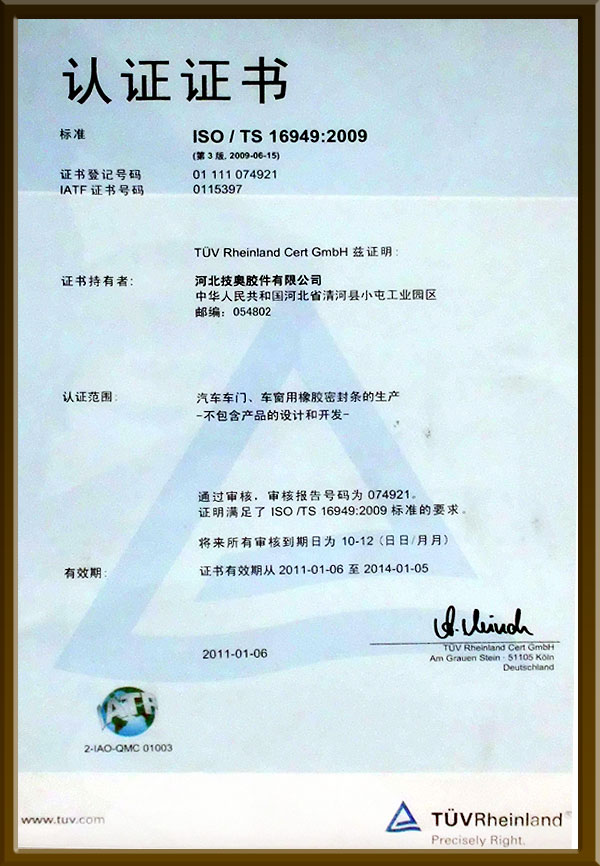 认证证书
标准 ISO / TS 16949:2009
(第 3 版, 2009-06-15)
证书登记号码 01 111 074921
IATF 证书号码 0115397
TÜV Rheinland Cert GmbH 兹证明:
证书持有者: 河北技奥胶件有限公司
中华人民共和国河北省清河县小屯工业园区
邮编: 054802
认证范围: 汽车车门、车窗用橡胶密封条的生产
-不包含产品的设计和开发-
通过审核，审核报告号码为 074921。
证明满足了 ISO /TS 16949:2009 标准的要求。
将来所有审核到期日为 10-12 (日日/月月)
有效期: 证书有效期从 2011-01-06 至 2014-01-05
2011-01-06
TÜV Rheinland Cert GmbH
Am Grauen Stein · 51105 Köln
Deutschland
IATF
2-IAO-QMC 01003
www.tuv.com
TÜVRheinland®
Precisely Right.